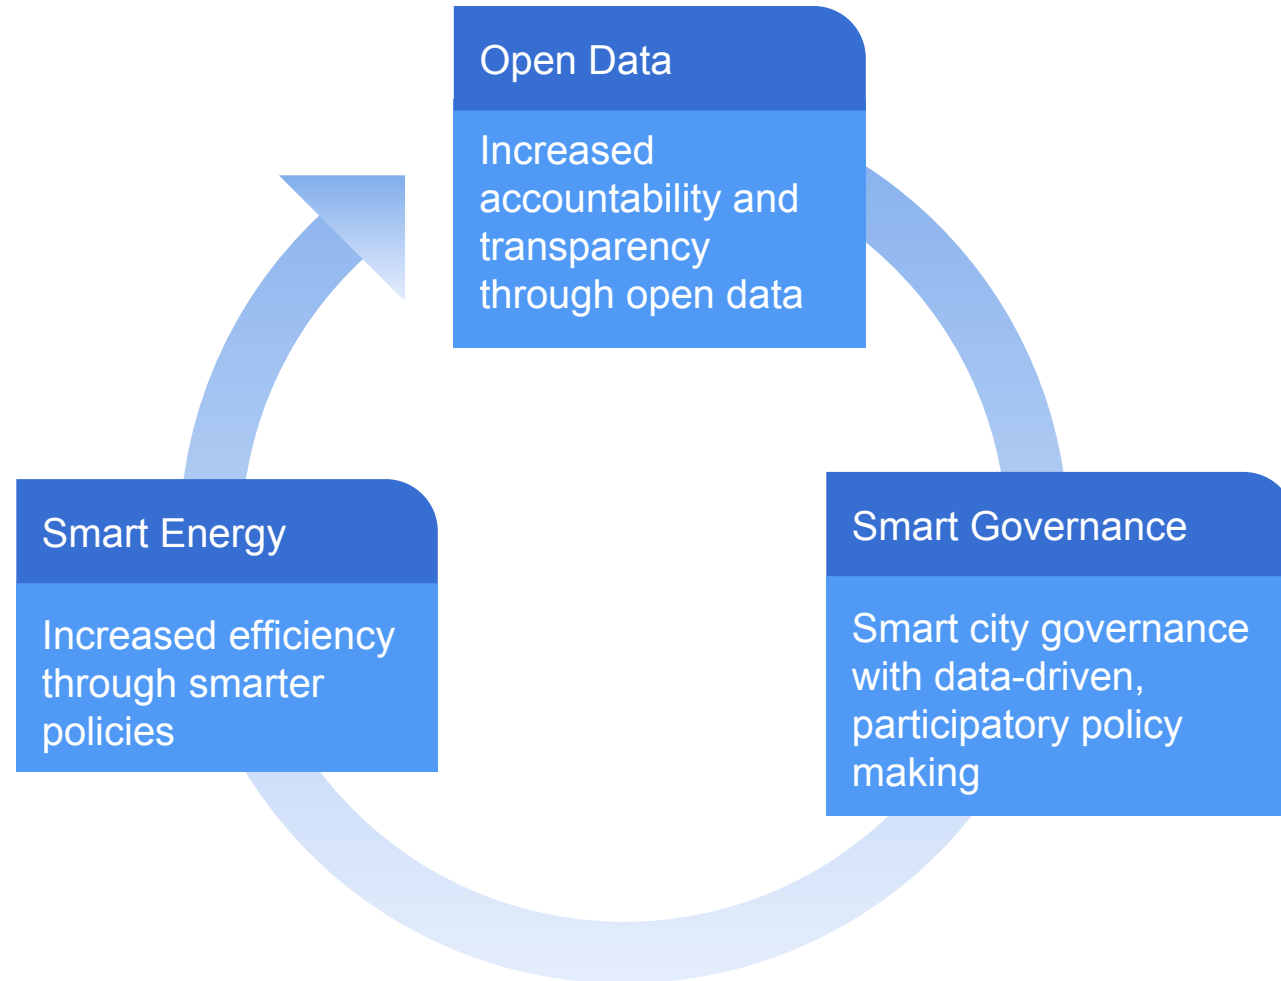 Open Data
Increased
accountability and
transparency
through open data
Smart Energy
Increased efficiency
through smarter
policies
Smart Governance
Smart city governance
with data-driven,
participatory policy
making